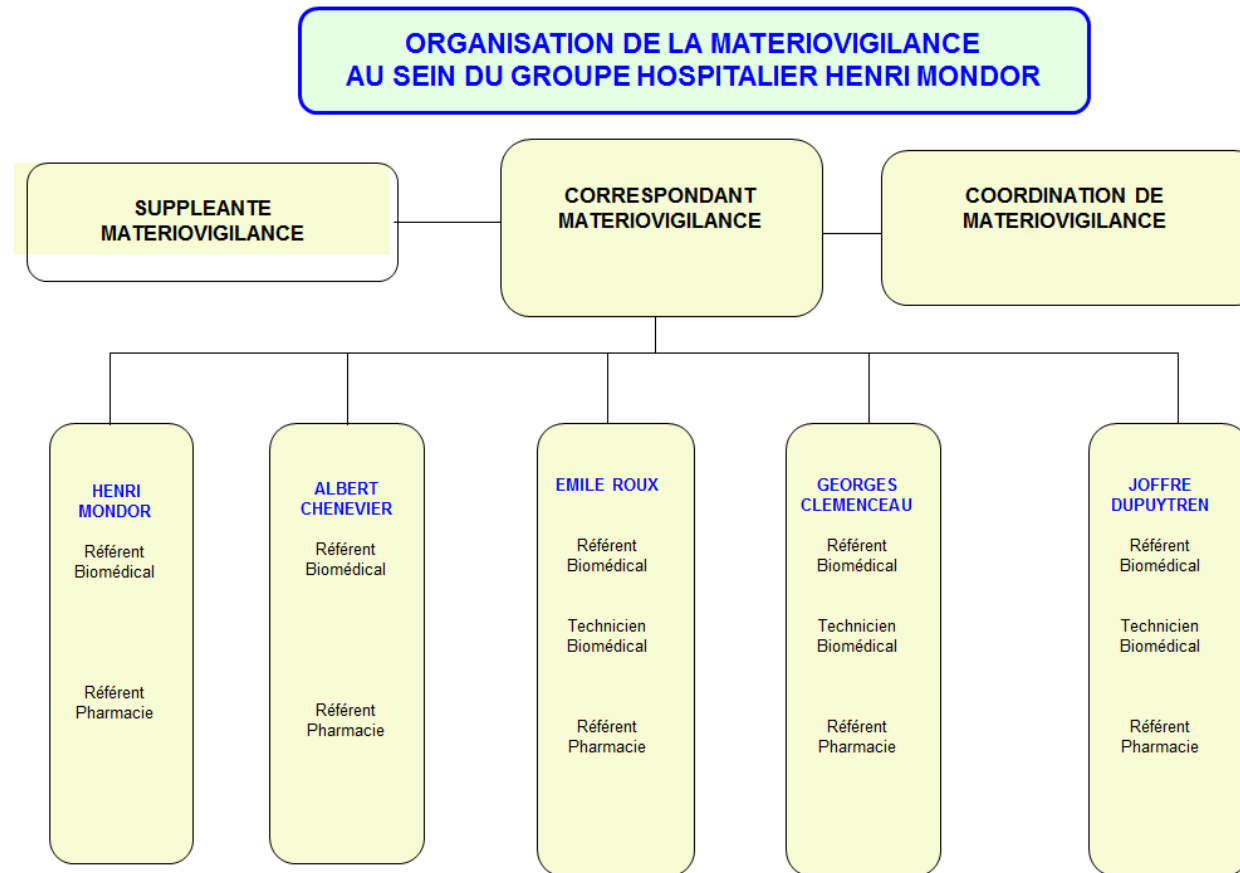 ORGANISATION DE LA MATERIOVIGILANCE
AU SEIN DU GROUPE HOSPITALIER HENRI MONDOR
SUPPLEANTE
MATERIOVIGILANCE
CORRESPONDANT
MATERIOVIGILANCE
COORDINATION DE
MATERIOVIGILANCE
HENRI
MONDOR
Référent
Biomédical
Référent
Pharmacie
ALBERT
CHENEVIER
Référent
Biomédical
Référent
Pharmacie
EMILE ROUX
Référent
Biomédical
Technicien
Biomédical
Référent
Pharmacie
GEORGES
CLEMENCEAU
Référent
Biomédical
Technicien
Biomédical
Référent
Pharmacie
JOFFRE
DUPUYTREN
Référent
Biomédical
Technicien
Biomédical
Référent
Pharmacie